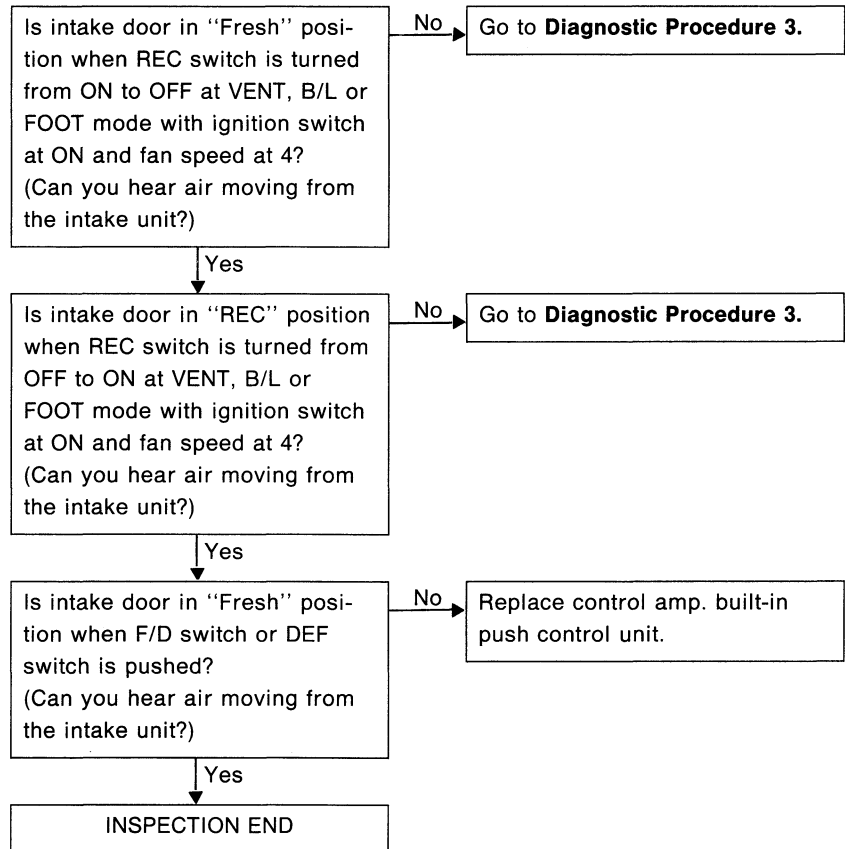 Is intake door in ‘‘Fresh’’ posi-
tion when REC switch is turned
from ON to OFF at VENT, B/L or
FOOT mode with ignition switch
at ON and fan speed at 4?
(Can you hear air moving from
the intake unit?)
No
Go to Diagnostic Procedure 3.
Yes
Is intake door in ‘‘REC’’ position
when REC switch is turned from
OFF to ON at VENT, B/L or
FOOT mode with ignition switch
at ON and fan speed at 4?
(Can you hear air moving from
the intake unit?)
No
Go to Diagnostic Procedure 3.
Yes
Is intake door in ‘‘Fresh’’ posi-
tion when F/D switch or DEF
switch is pushed?
(Can you hear air moving from
the intake unit?)
No
Replace control amp. built-in
push control unit.
Yes
INSPECTION END